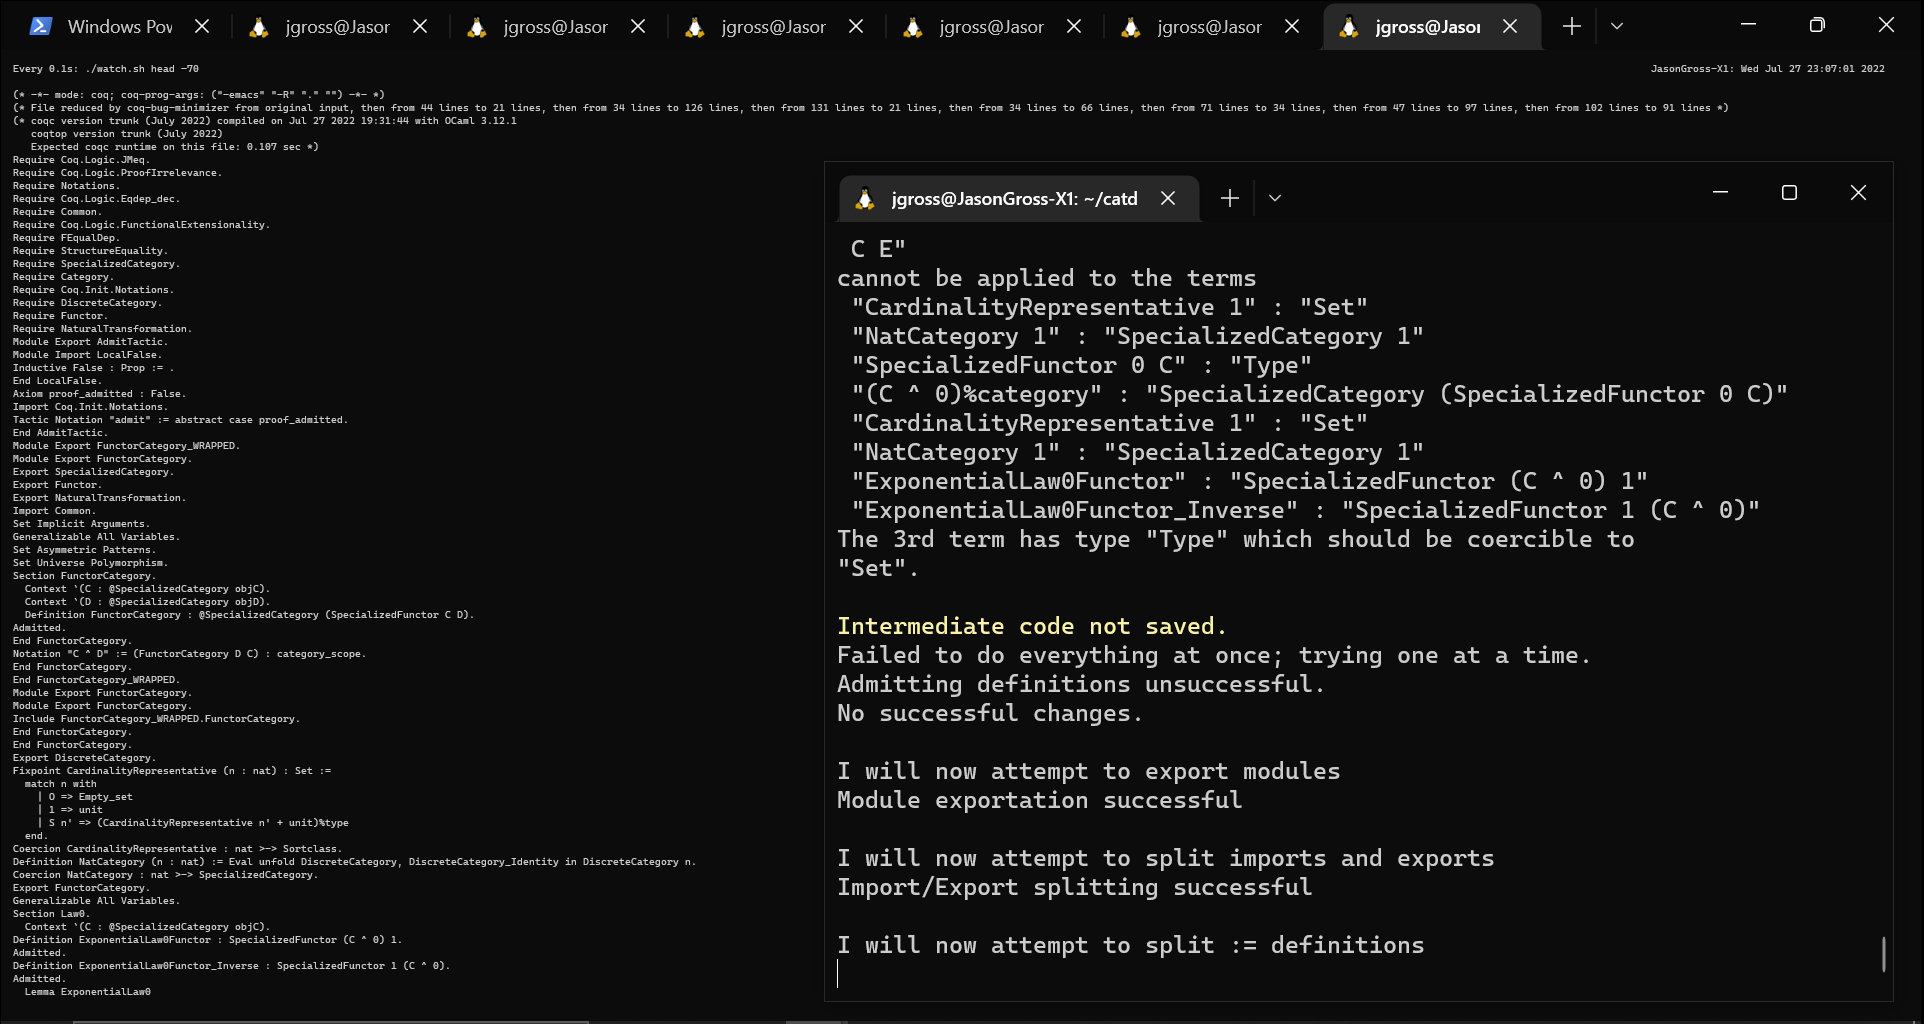 Windows Pov
jgross@Jasor
jgross@Jasor
jgross@Jasor
jgross@Jasor
jgross@Jasor
jgross@Jasor
Every 0.1s: ./watch.sh head -70
JasonGross-X1: Wed Jul 27 23:07:01 2022
(* -*- mode: coq; coq-prog-args: ("-emacs" "-R" "." "") -*- *)
(* File reduced by coq-bug-minimizer from original input, then from 44 lines to 21 lines, then from 34 lines to 126 lines, then from 131 lines to 21 lines, then from 34 lines to 66 lines, then from 71 lines to 34 lines, then from 47 lines to 97 lines, then from 102 lines to 91 lines *)
(* coqc version trunk (July 2022) compiled on Jul 27 2022 19:31:44 with OCaml 3.12.1
   coqtop version trunk (July 2022)
   Expected coqc runtime on this file: 0.107 sec *)
Require Coq.Logic.JMeq.
Require Coq.Logic.ProofIrrelevance.
Require Notations.
Require Coq.Logic.Eqdep_dec.
Require Common.
Require Coq.Logic.FunctionalExtensionality.
Require FEqualDep.
Require StructureEquality.
Require SpecializedCategory.
Require Category.
Require Coq.Init.Notations.
Require DiscreteCategory.
Require Functor.
Require NaturalTransformation.
Module Export AdmitTactic.
Module Import LocalFalse.
Inductive False : Prop := .
End LocalFalse.
Axiom proof_admitted : False.
Import Coq.Init.Notations.
Tactic Notation "admit" := abstract case proof_admitted.
End AdmitTactic.
Module Export FunctorCategory_WRAPPED.
Module Export FunctorCategory.
Export SpecializedCategory.
Export Functor.
Export NaturalTransformation.
Import Common.
Set Implicit Arguments.
Generalizable All Variables.
Set Asymmetric Patterns.
Set Universe Polymorphism.
Section FunctorCategory.
  Context `(C : @SpecializedCategory objC).
  Context `(D : @SpecializedCategory objD).
  Definition FunctorCategory : @SpecializedCategory (SpecializedFunctor C D).
Admitted.
End FunctorCategory.
Notation "C ^ D" := (FunctorCategory D C) : category_scope.
End FunctorCategory.
End FunctorCategory_WRAPPED.
Module Export FunctorCategory.
Module Export FunctorCategory.
Include FunctorCategory_WRAPPED.FunctorCategory.
End FunctorCategory.
End FunctorCategory.
Export DiscreteCategory.
Fixpoint CardinalityRepresentative (n : nat) : Set :=
  match n with
    | O => Empty_set
    | 1 => unit
    | S n' => (CardinalityRepresentative n' + unit)%type
  end.
Coercion CardinalityRepresentative : nat >-> Sortclass.
Definition NatCategory (n : nat) := Eval unfold DiscreteCategory, DiscreteCategory_Identity in DiscreteCategory n.
Coercion NatCategory : nat >-> SpecializedCategory.
Export FunctorCategory.
Generalizable All Variables.
Section Law0.
  Context `(C : @SpecializedCategory objC).
Definition ExponentialLaw0Functor : SpecializedFunctor (C ^ 0) 1.
Admitted.
Definition ExponentialLaw0Functor_Inverse : SpecializedFunctor 1 (C ^ 0).
Admitted.
  Lemma ExponentialLaw0
jgross@JasonGross-X1: ~/catd
 C E"
cannot be applied to the terms
 "CardinalityRepresentative 1" : "Set"
 "NatCategory 1" : "SpecializedCategory 1"
 "SpecializedFunctor 0 C" : "Type"
 "(C ^ 0)%category" : "SpecializedCategory (SpecializedFunctor 0 C)"
 "CardinalityRepresentative 1" : "Set"
 "NatCategory 1" : "SpecializedCategory 1"
 "ExponentialLaw0Functor" : "SpecializedFunctor (C ^ 0) 1"
 "ExponentialLaw0Functor_Inverse" : "SpecializedFunctor 1 (C ^ 0)"
The 3rd term has type "Type" which should be coercible to
"Set".
Intermediate code not saved.
Failed to do everything at once; trying one at a time.
Admitting definitions unsuccessful.
No successful changes.
I will now attempt to export modules
Module exportation successful
I will now attempt to split imports and exports
Import/Export splitting successful
I will now attempt to split := definitions